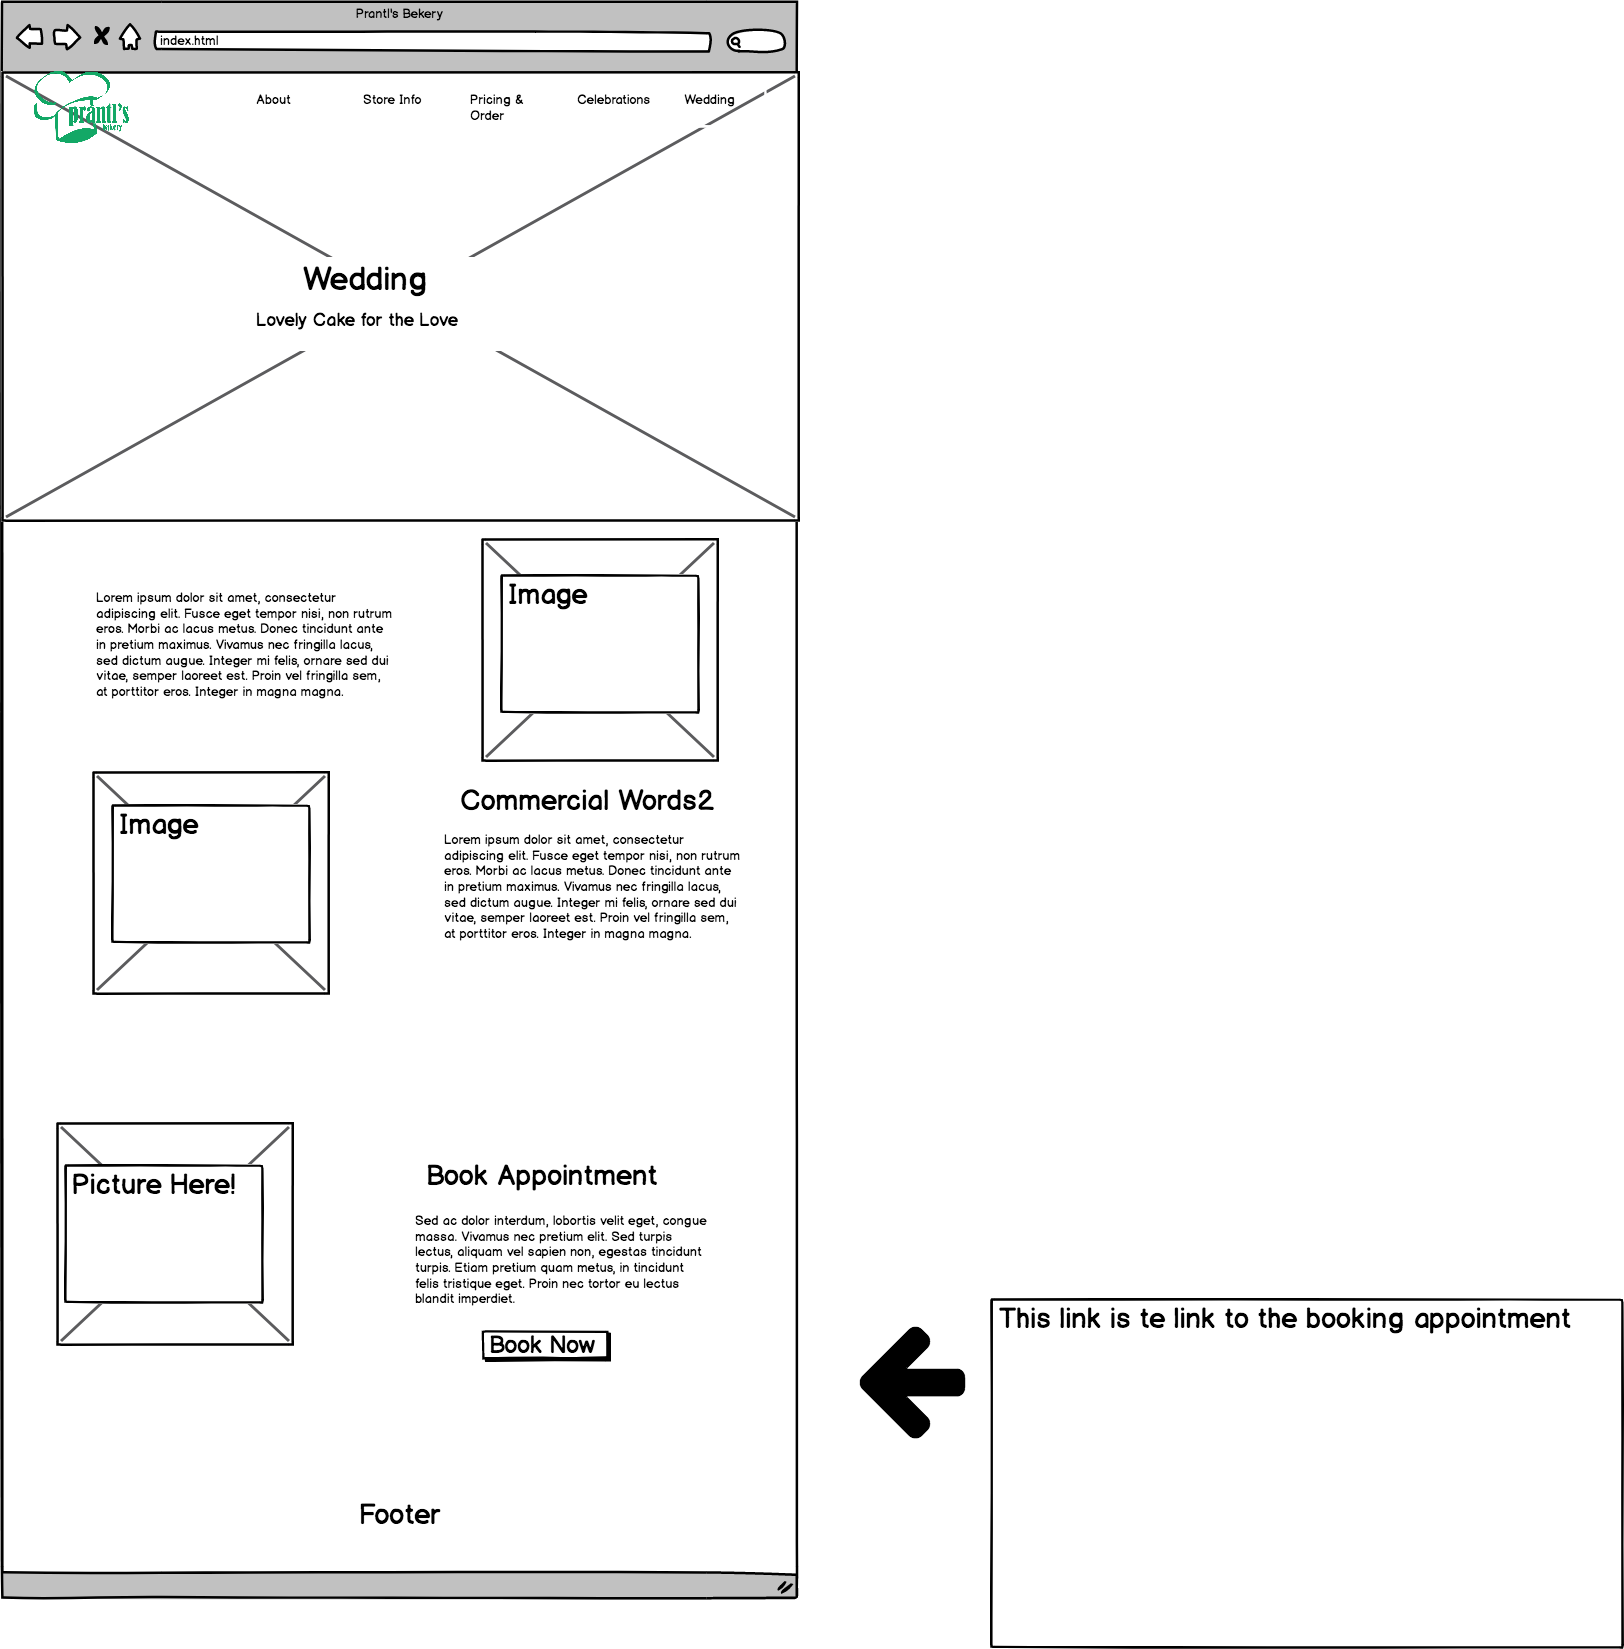 Prantl's Bekery
index.html
prantl's
bekery
About
Store Info
Pricing &
Order
Celebrations
Wedding
Wedding
Lovely Cake for the Love
Lorem ipsum dolor sit amet, consectetur
adipiscing elit. Fusce eget tempor nisi, non rutrum
eros. Morbi ac lacus metus. Donec tincidunt ante
in pretium maximus. Vivamus nec fringilla lacus,
sed dictum augue. Integer mi felis, ornare sed dui
vitae, semper laoreet est. Proin vel fringilla sem,
at porttitor eros. Integer in magna magna.
Image
Image
Commercial Words2
Lorem ipsum dolor sit amet, consectetur
adipiscing elit. Fusce eget tempor nisi, non rutrum
eros. Morbi ac lacus metus. Donec tincidunt ante
in pretium maximus. Vivamus nec fringilla lacus,
sed dictum augue. Integer mi felis, ornare sed dui
vitae, semper laoreet est. Proin vel fringilla sem,
at porttitor eros. Integer in magna magna.
Picture Here!
Book Appointment
Sed ac dolor interdum, lobortis velit eget, congue
massa. Vivamus nec pretium elit. Sed turpis
lectus, aliquam vel sapien non, egestas tincidunt
turpis. Etiam pretium quam metus, in tincidunt
felis tristique eget. Proin nec tortor eu lectus
blandit imperdiet.
Book Now
This link is te link to the booking appointment
Footer